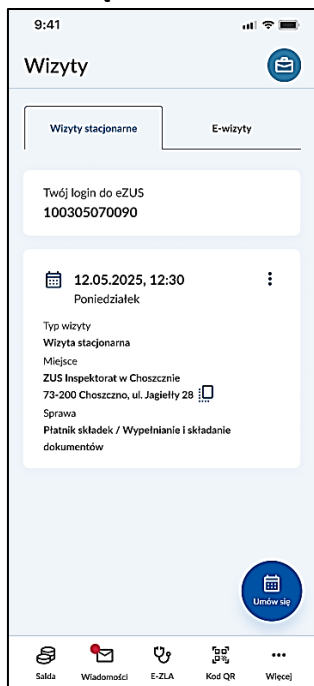 9:41
Wizyty
Wizyty stacjonarne
E-wizyty
Twój login do eZUS
100305070090
12.05.2025, 12:30
Poniedziałek
Typ wizyty
Wizyta stacjonarna
Miejsce
ZUS Inspektorat w Choszcznie
73-200 Choszczno, ul. Jagiełły 28
Sprawa
Płatnik składek / Wypełnianie i składanie
dokumentów
Umów się
Salda
Wiadomości
E-ZLA
Kod QR
Więcej